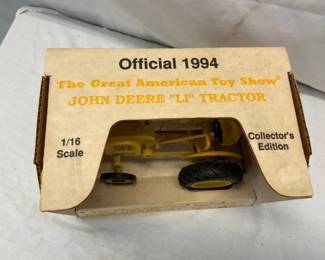 Official 1994
The Great American Toy Show®
JOHN DEERE "LI" TRACTOR
1/16
Scale
Collector's
Edition